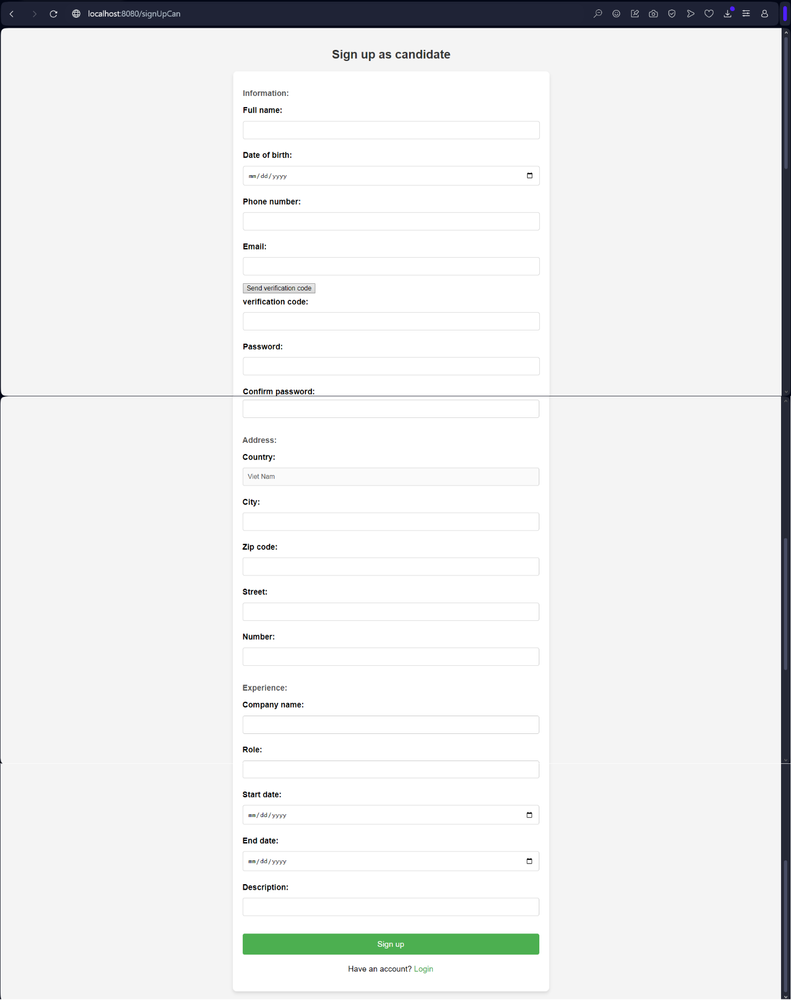 localhost:8080/signUpCan
Sign up as candidate
Information:
Full name:
Date of birth:
mm/dd/yyyy
Phone number:
Email:
Send verification code
verification code:
Password:
Confirm password:
Address:
Country:
Viet Nam
City:
Zip code:
Street:
Number:
Experience:
Company name:
Role:
Start date:
mm/dd/yyyy
End date:
mm/dd/yyyy
Description:
Sign up
Have an account? Login